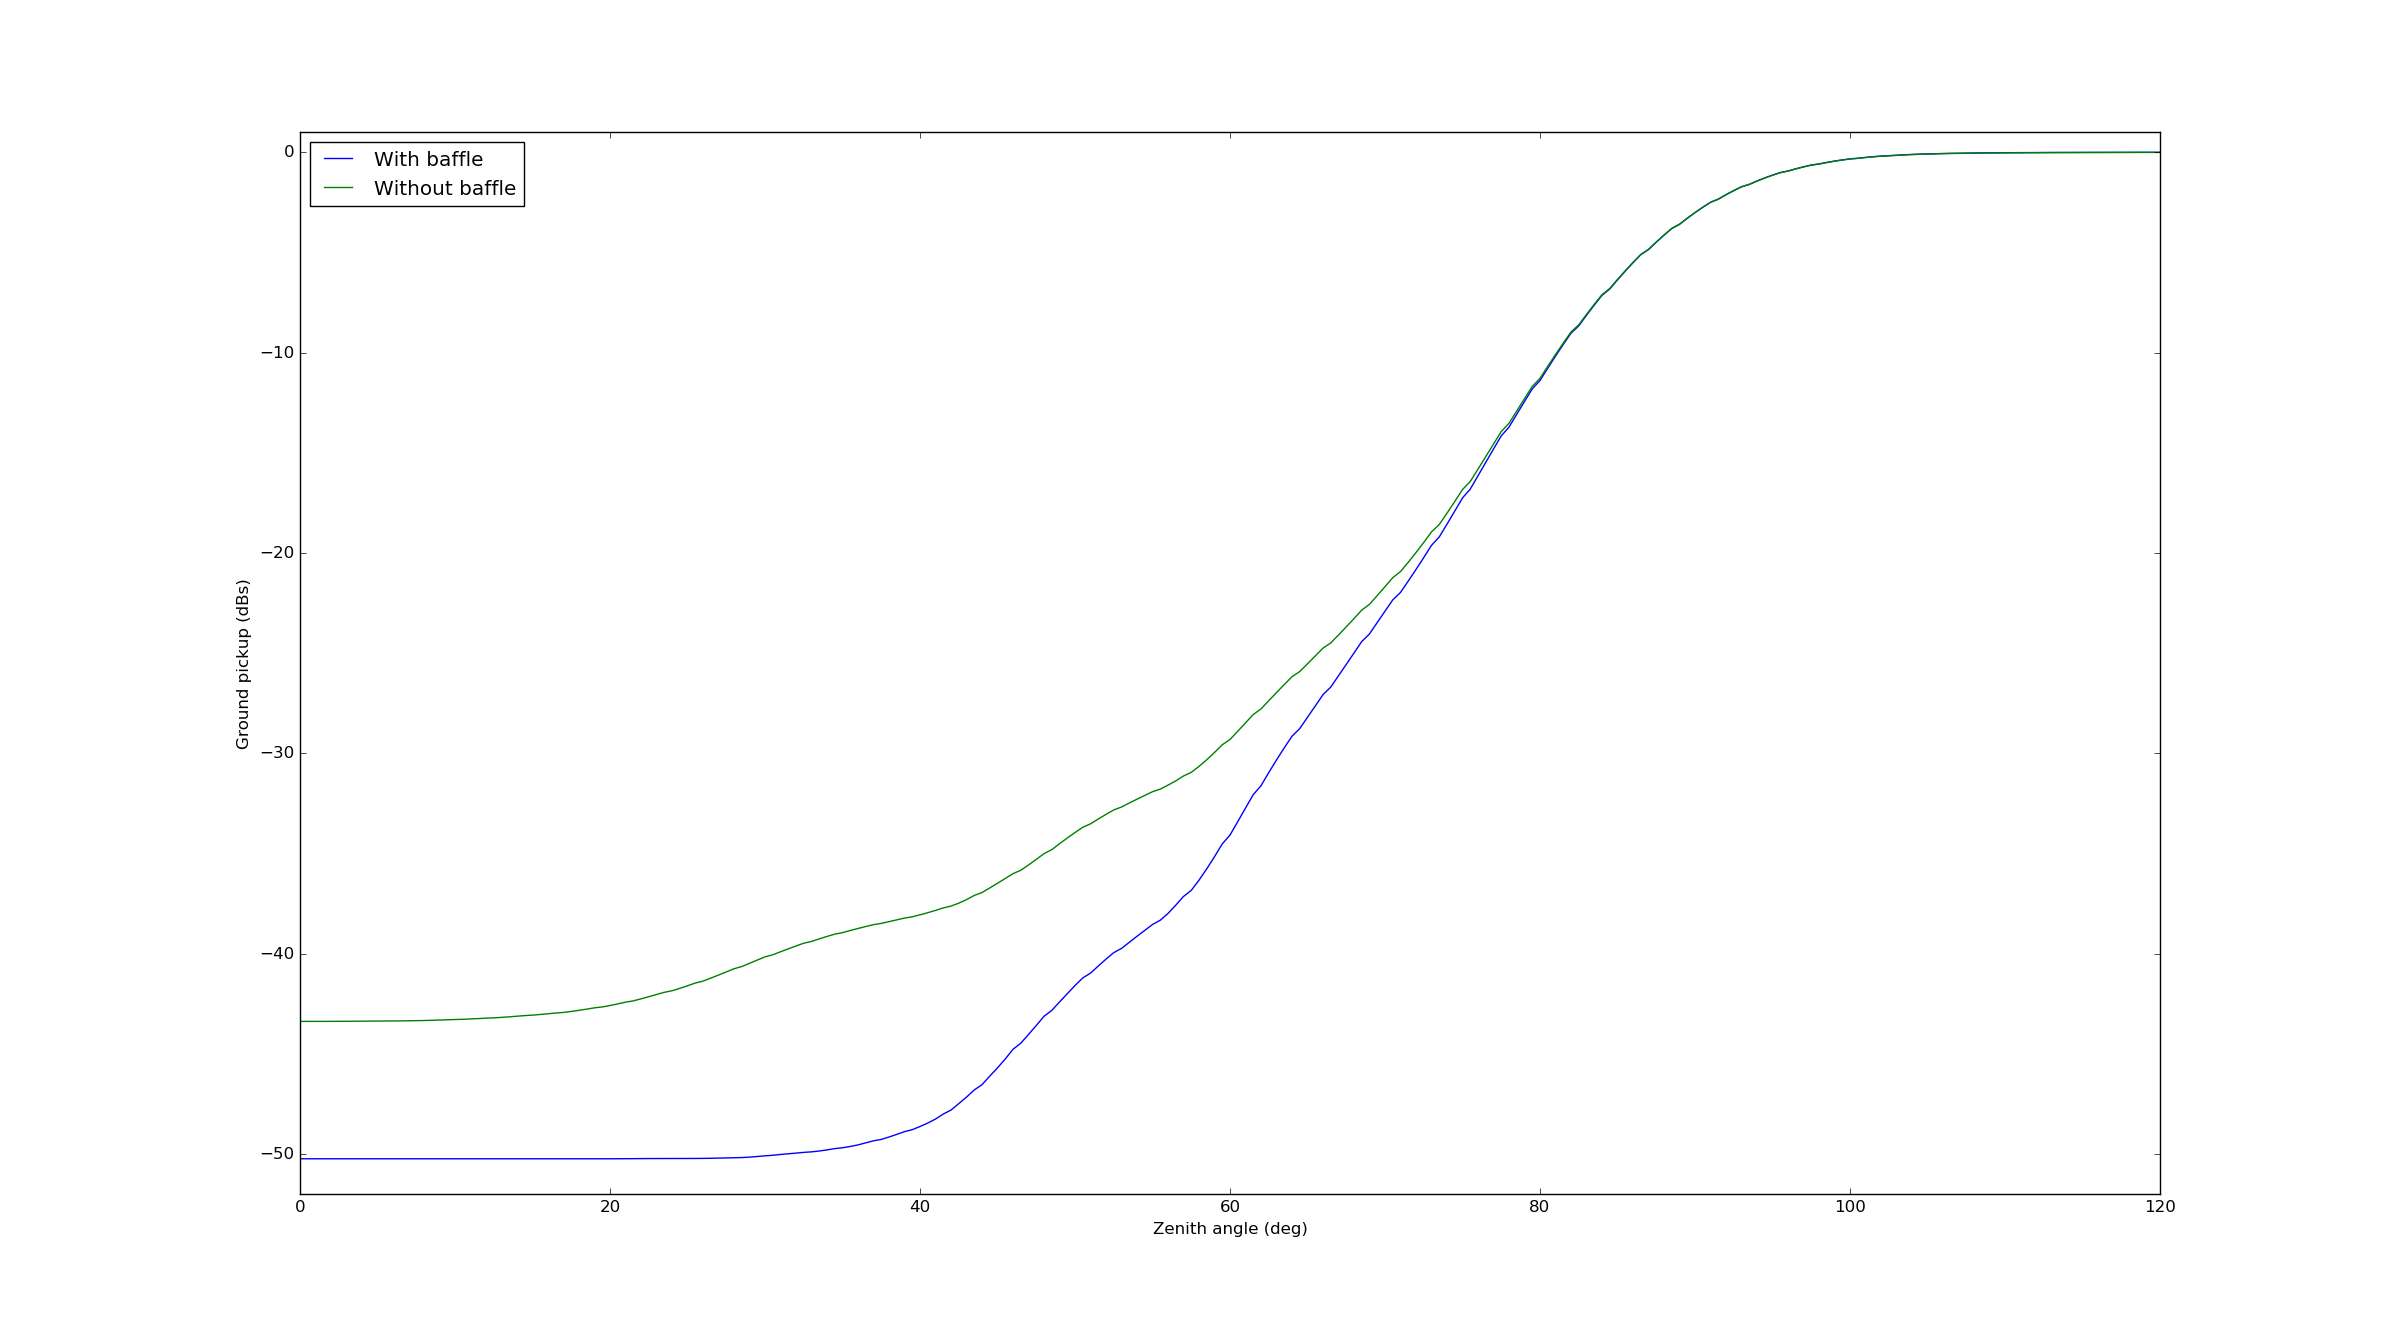 With baffle
Without baffle
0
−10
−20
−30
−40
−50
Ground pickup (dBs)
0 20 40 60 80 100 120
Zenith angle (deg)